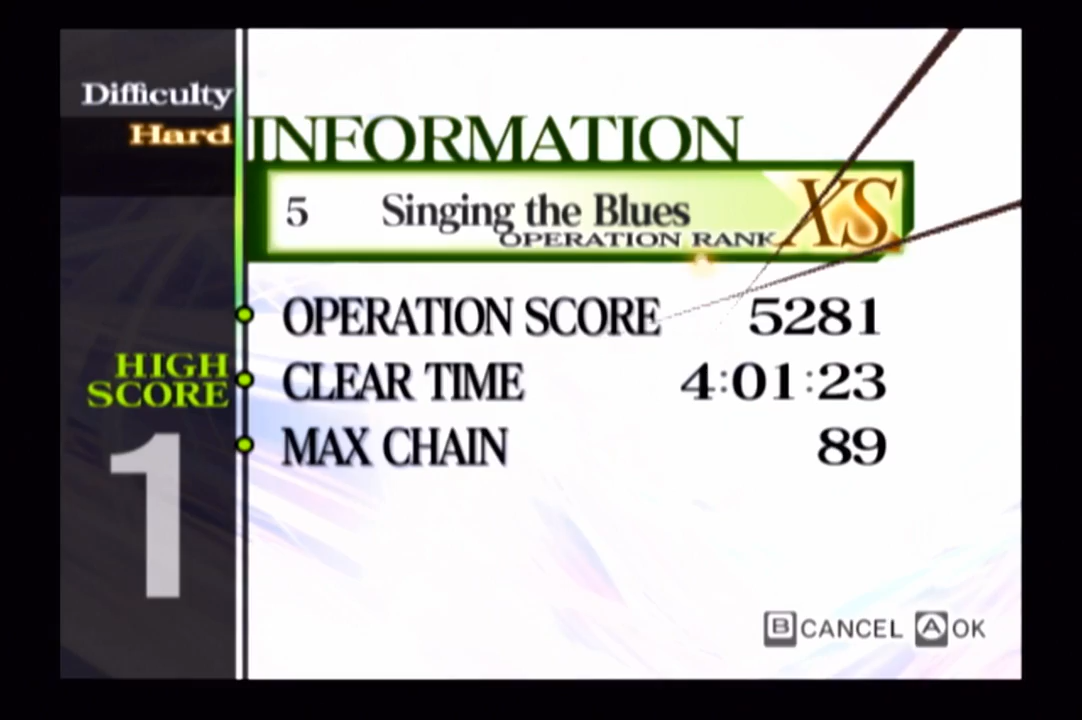 Difficulty
Hard
INFORMATION
5 Singing the Blues
OPERATION RANK XS
OPERATION SCORE 5281
HIGH SCORE
CLEAR TIME 4:01:23
MAX CHAIN 89
1
B CANCEL A OK